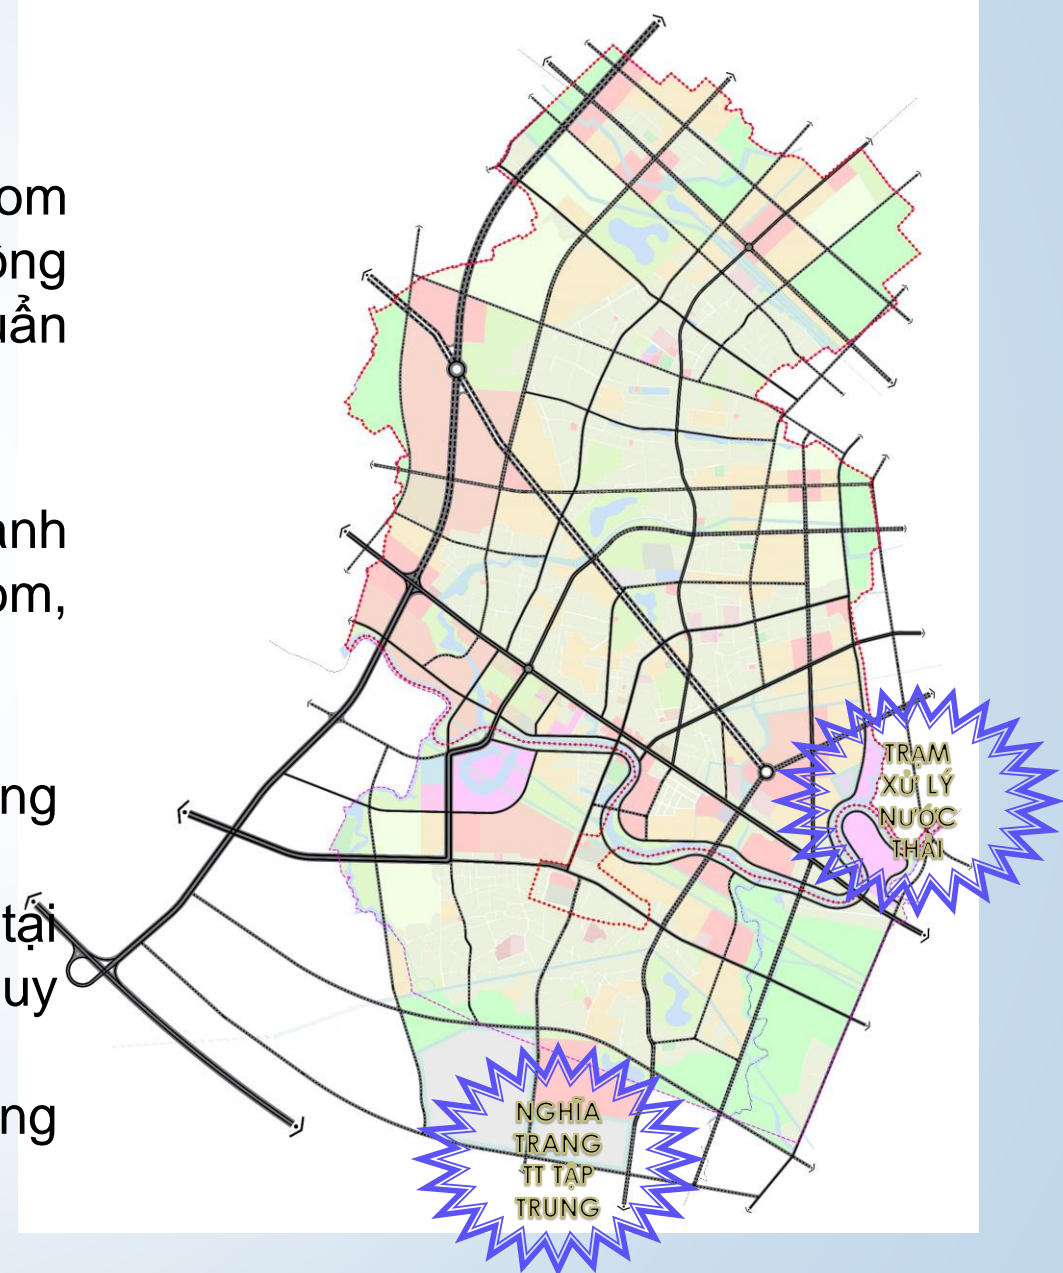 om
ông
uẩn
anh
om,
ng
tại
uy
ng
TRẠM
XỬ LÝ
NƯỚC
THẢI
NGHĨA
TRANG
TT TẬP
TRUNG